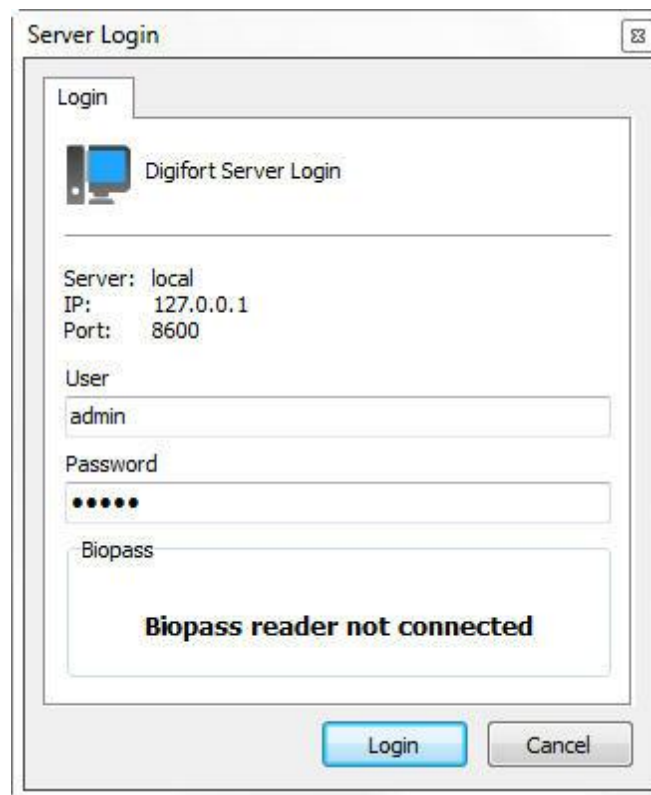 Server Login
Login
Digifort Server Login
Server: local
IP: 127.0.0.1
Port: 8600
User
admin
Password
•••••
Biopass
Biopass reader not connected
Login Cancel